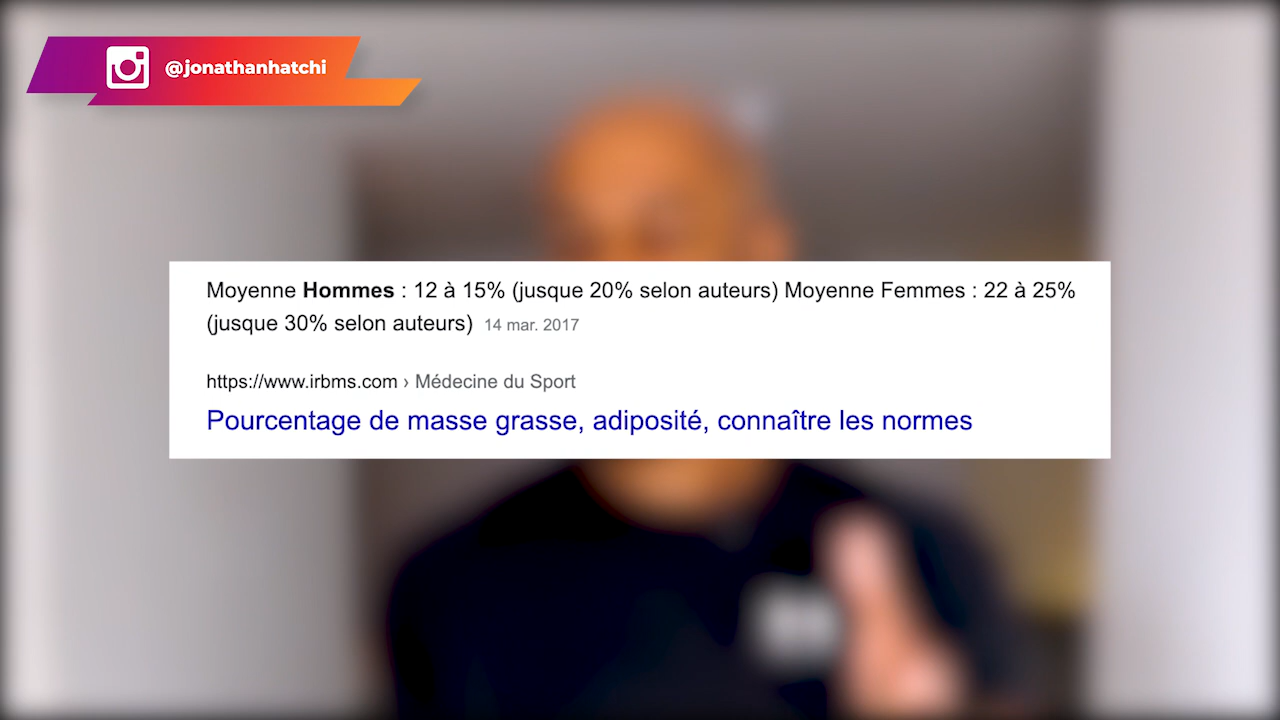 @jonathanhatchi
Moyenne Hommes : 12 à 15% (jusque 20% selon auteurs) Moyenne Femmes : 22 à 25%
(jusque 30% selon auteurs) 14 mar. 2017
https://www.irbms.com › Médecine du Sport
Pourcentage de masse grasse, adiposité, connaître les normes